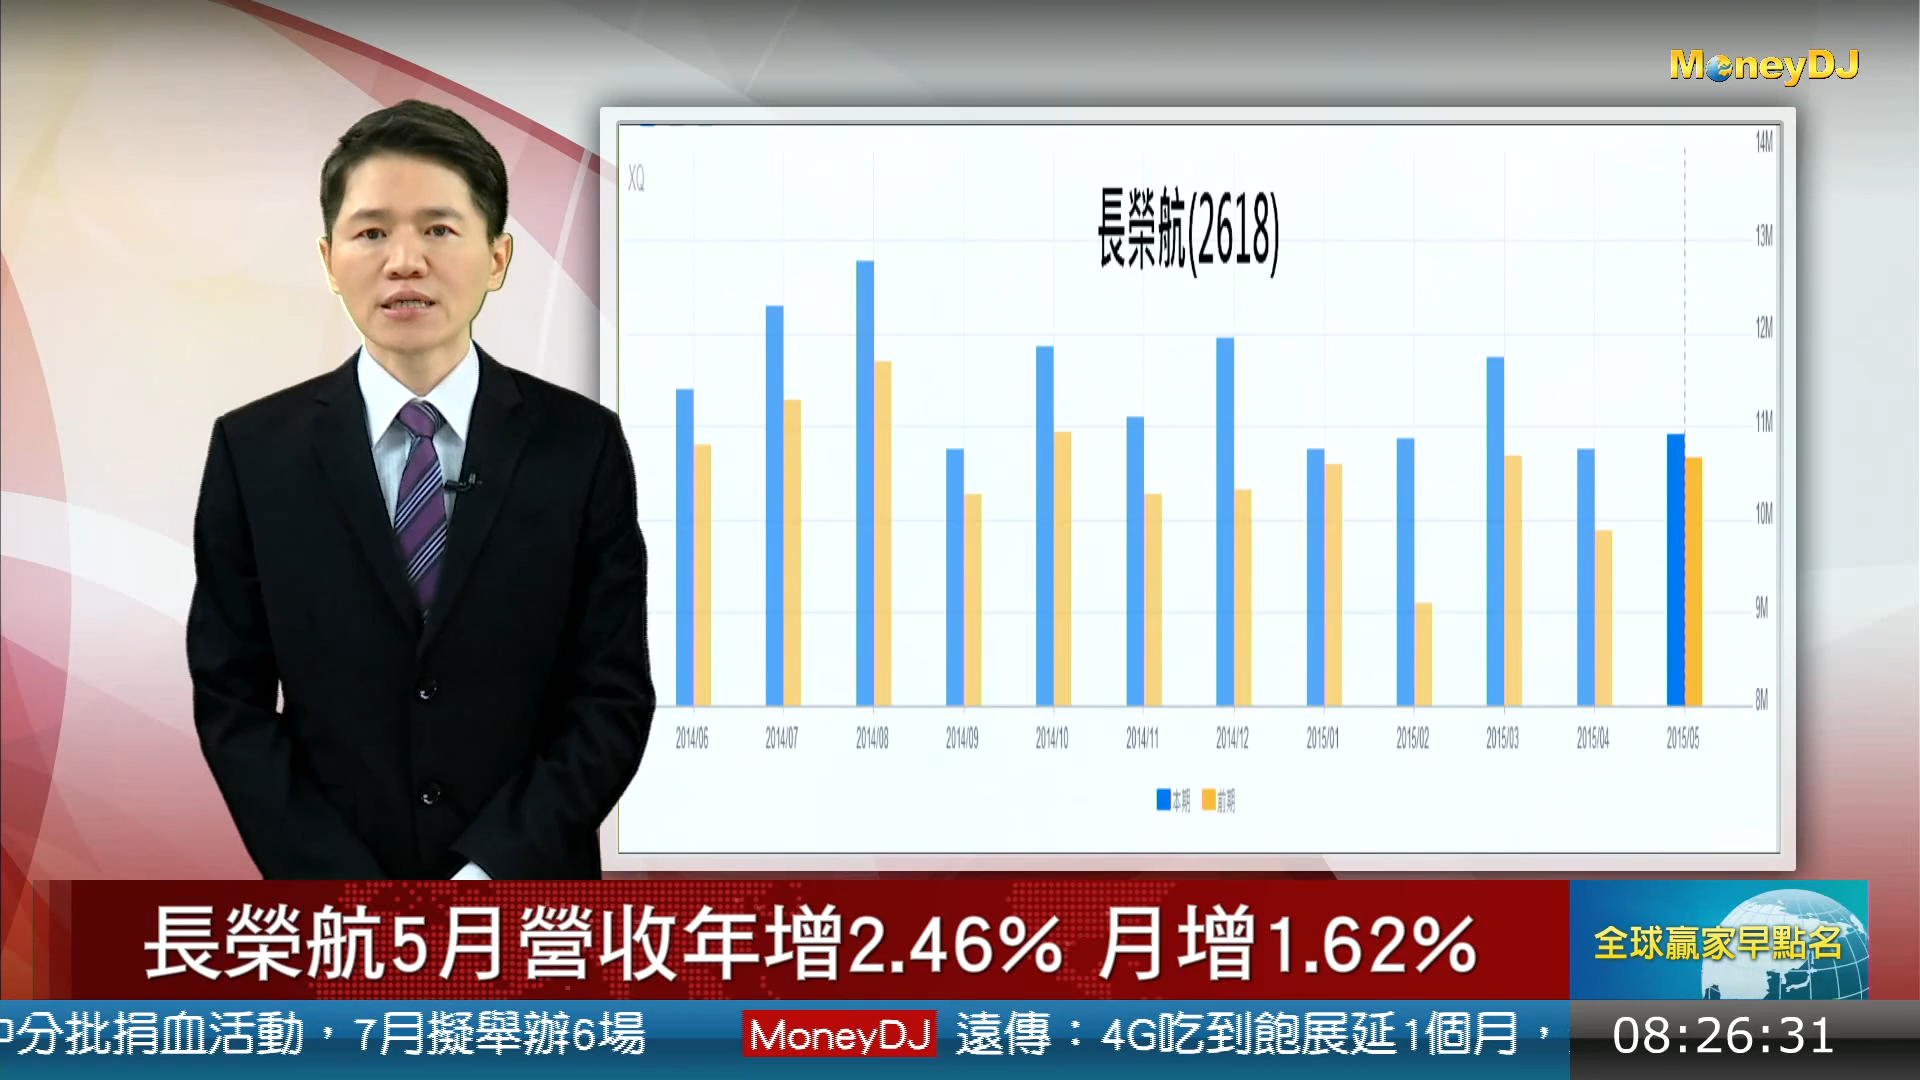 MoneyDJ
XQ
長榮航(2618)
14M
13M
12M
11M
10M
9M
8M
2014/06 2014/07 2014/08 2014/09 2014/10 2014/11 2014/12 2015/01 2015/02 2015/03 2015/04 2015/05
本期 前期
長榮航5月營收年增2.46% 月增1.62%
全球贏家早點名
分批捐血活動，7月擬舉辦6場 MoneyDJ 遠傳：4G吃到飽展延1個月，
08:26:31